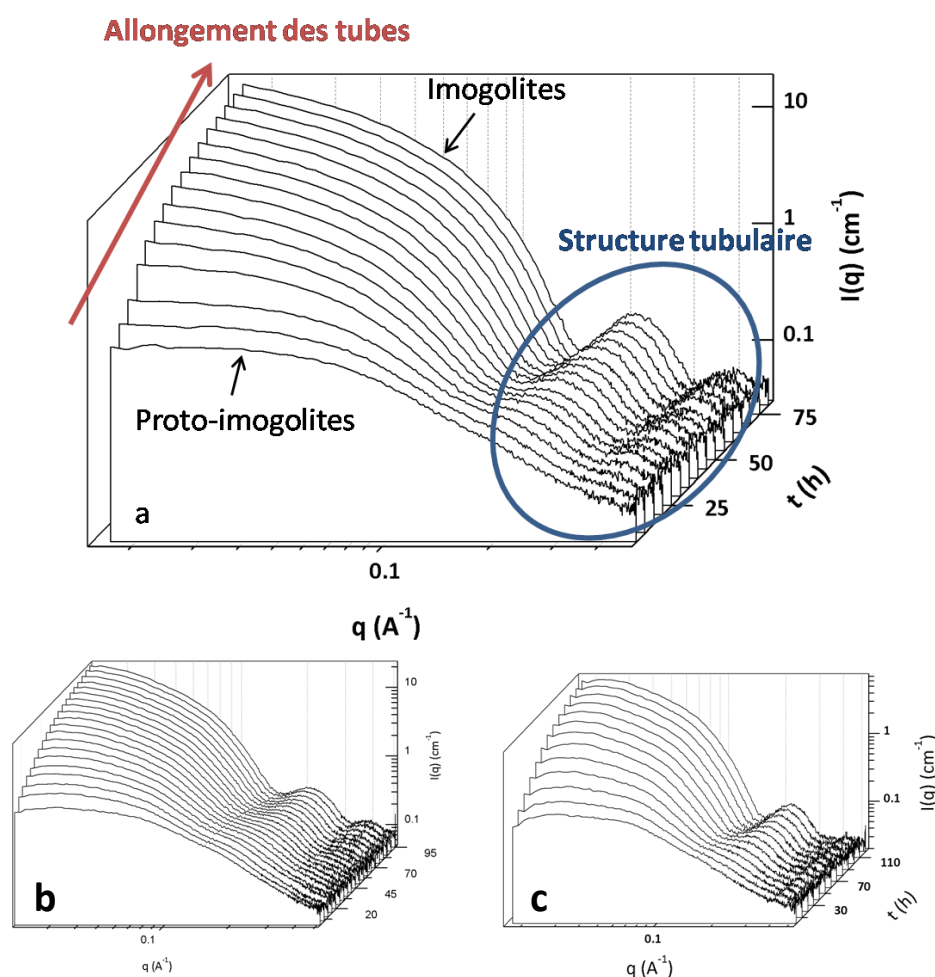 Allongement des tubes
Imogolites
10
1
Structure tubulaire
I(q) (cm-1)
0.1
Proto-imogolites
75
50
t (h)
25
a
0.1
q (A-1)
10
1
I(q) (cm-1)
0.1
95
70
45
20
b
0.1
q (A-1)
1
I(q) (cm-1)
0.1
110
70
t (h)
30
c
0.1
q (A-1)